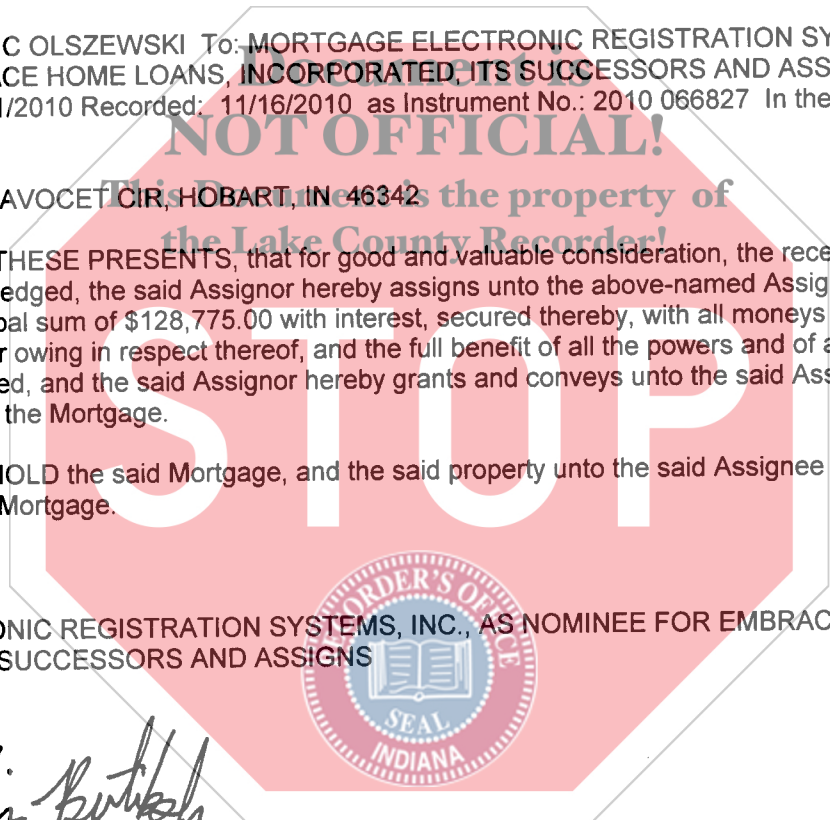 C OLSZEWSKI To: MORTGAGE ELECTRONIC REGISTRATION SY
CE HOME LOANS, INCORPORATED, ITS SUCCESSORS AND ASS
/2010 Recorded: 11/16/2010 as Instrument No.: 2010 066827 In the
Document is
NOT OFFICIAL!
AVOCET CIR, HOBART, IN 46342
This Document is the property of
the Lake County Recorder!
THESE PRESENTS, that for good and valuable consideration, the rece
edged, the said Assignor hereby assigns unto the above-named Assig
pal sum of $128,775.00 with interest, secured thereby, with all moneys
r owing in respect thereof, and the full benefit of all the powers and of a
ed, and the said Assignor hereby grants and conveys unto the said Ass
the Mortgage.
STOP
HOLD the said Mortgage, and the said property unto the said Assignee
Mortgage.
RECORDER'S OFFICE
ONIC REGISTRATION SYSTEMS, INC., AS NOMINEE FOR EMBRAC
SUCCESSORS AND ASSIGNS
SEAL
INDIANA